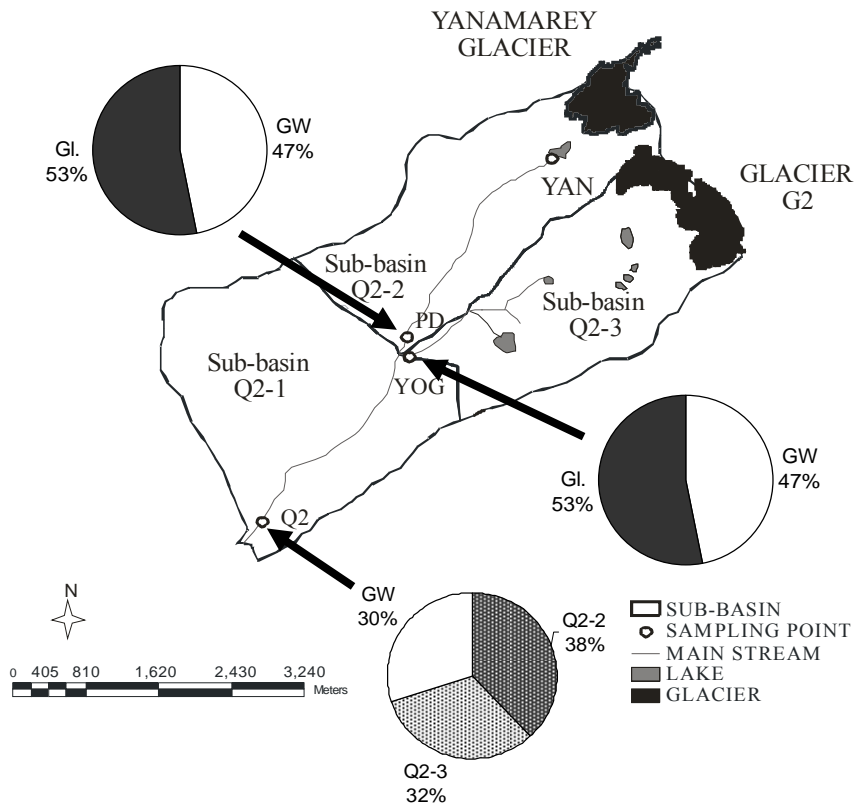 YANAMAREY
GLACIER
GW
47%
Gl.
53%
YAN
GLACIER
G2
Sub-basin
Q2-2
PD
Sub-basin
Q2-3
Sub-basin
Q2-1
YOG
GW
47%
Gl.
53%
Q2
GW
30%
Q2-2
38%
Q2-3
32%
N
0 405 810 1,620 2,430 3,240
Meters
SUB-BASIN
SAMPLING POINT
MAIN STREAM
LAKE
GLACIER